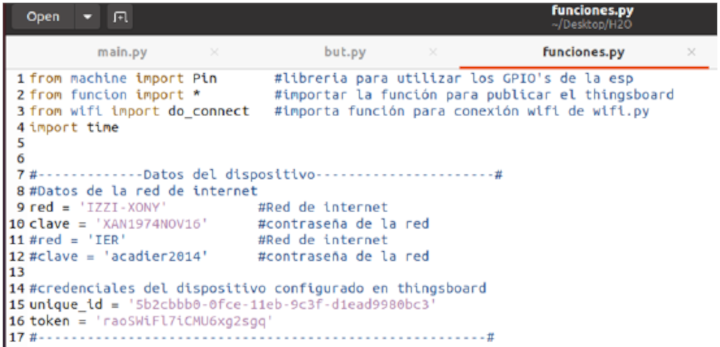 Open
funciones.py
~/Desktop/H2O
main.py × but.py × funciones.py ×
1 from machine import Pin #libreria para utilizar los GPIO's de la esp
2 from funcion import * #importar la función para publicar el thingsboard
3 from wifi import do_connect #importa función para conexión wifi de wifi.py
4 import time
5
6
7 #-------------Datos del dispositivo----------------------#
8 #Datos de la red de internet
9 red = 'IZZI-XONY' #Red de internet
10 clave = 'XAN1974NOV16' #contraseña de la red
11 #red = 'IER' #Red de internet
12 #clave = 'acadier2014' #contraseña de la red
13
14 #credenciales del dispositivo configurado en thingsboard
15 unique_id = '5b2cbbb0-0fce-11eb-9c3f-d1ead9980bc3'
16 token = 'raoSWiFl7iCMU6xg2sgq'
17 #-------------------------------------------------------#